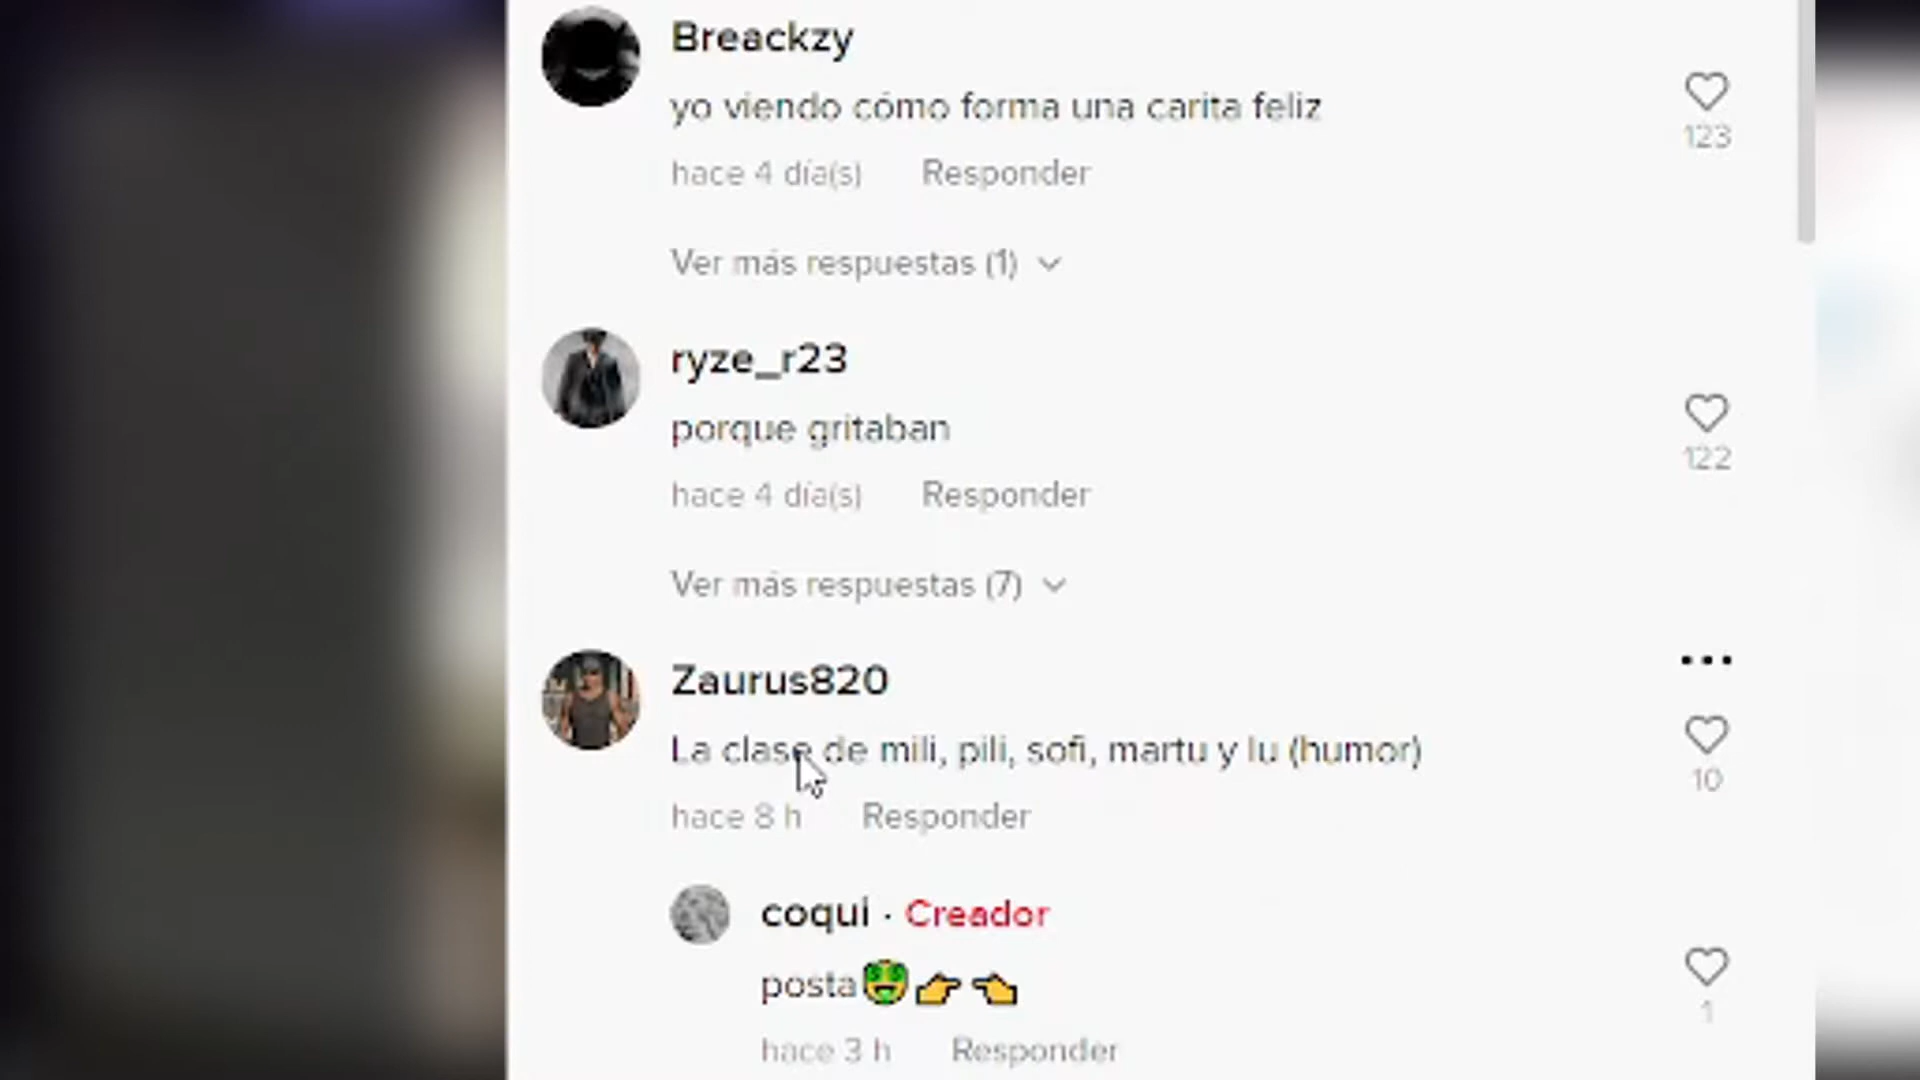 Breackzy
yo viendo cómo forma una carita feliz
123
hace 4 día(s) Responder
Ver más respuestas (1)
ryze_r23
porque gritaban
122
hace 4 día(s) Responder
Ver más respuestas (7)
Zaurus820
La clase de mili, pili, sofi, martu y lu (humor)
10
hace 8 h Responder
coqui · Creador
posta🤑👉👈
1
hace 3 h Responder